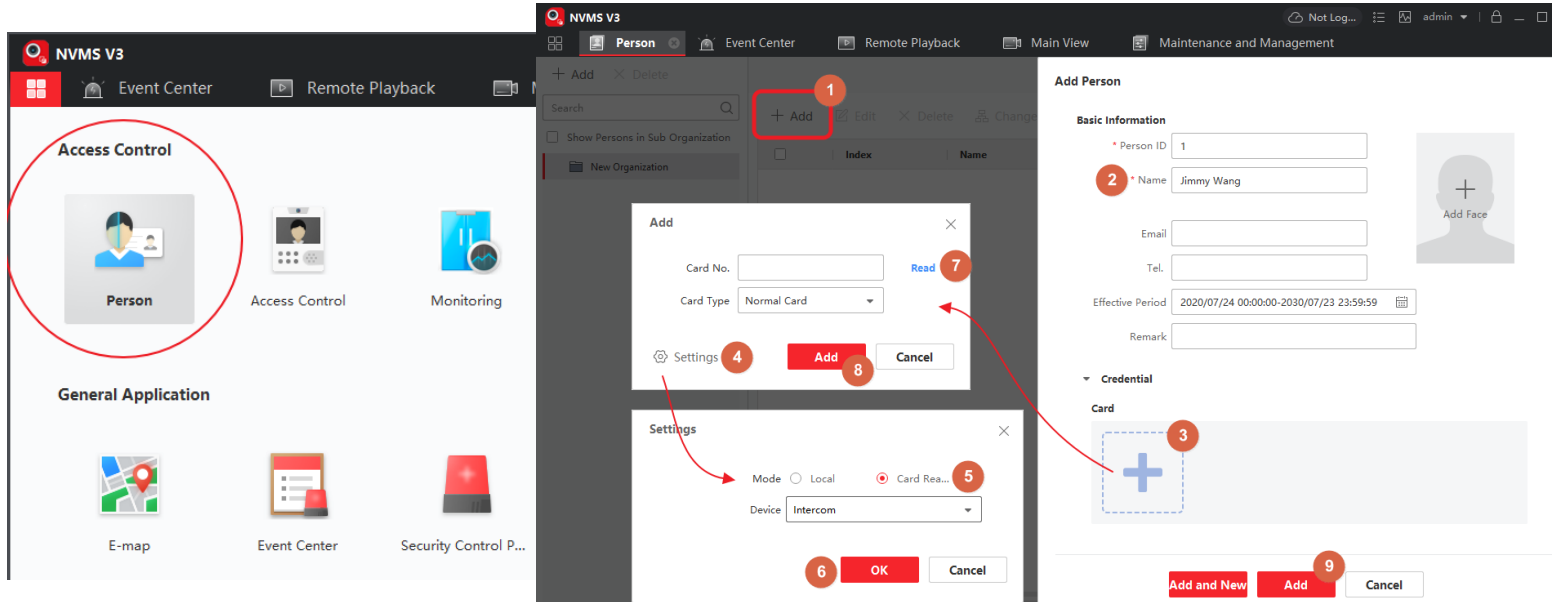 NVMS V3
Event Center
Remote Playback
Access Control
Person
Access Control
Monitoring
General Application
E-map
Event Center
Security Control P...
NVMS V3
Not Log...
admin
Person
Event Center
Remote Playback
Main View
Maintenance and Management
+ Add
× Delete
Search
Show Persons in Sub Organization
New Organization
1
+ Add
Edit
× Delete
Change
Index
Name
Add
Card No.
Read
7
Card Type
Normal Card
Settings
4
Add
8
Cancel
Settings
Mode
Local
Card Rea...
5
Device
Intercom
6
OK
Cancel
Add Person
Basic Information
* Person ID
1
2
* Name
Jimmy Wang
Add Face
Email
Tel.
Effective Period
2020/07/24 00:00:00-2030/07/23 23:59:59
Remark
Credential
Card
3
9
Add and New
Add
Cancel